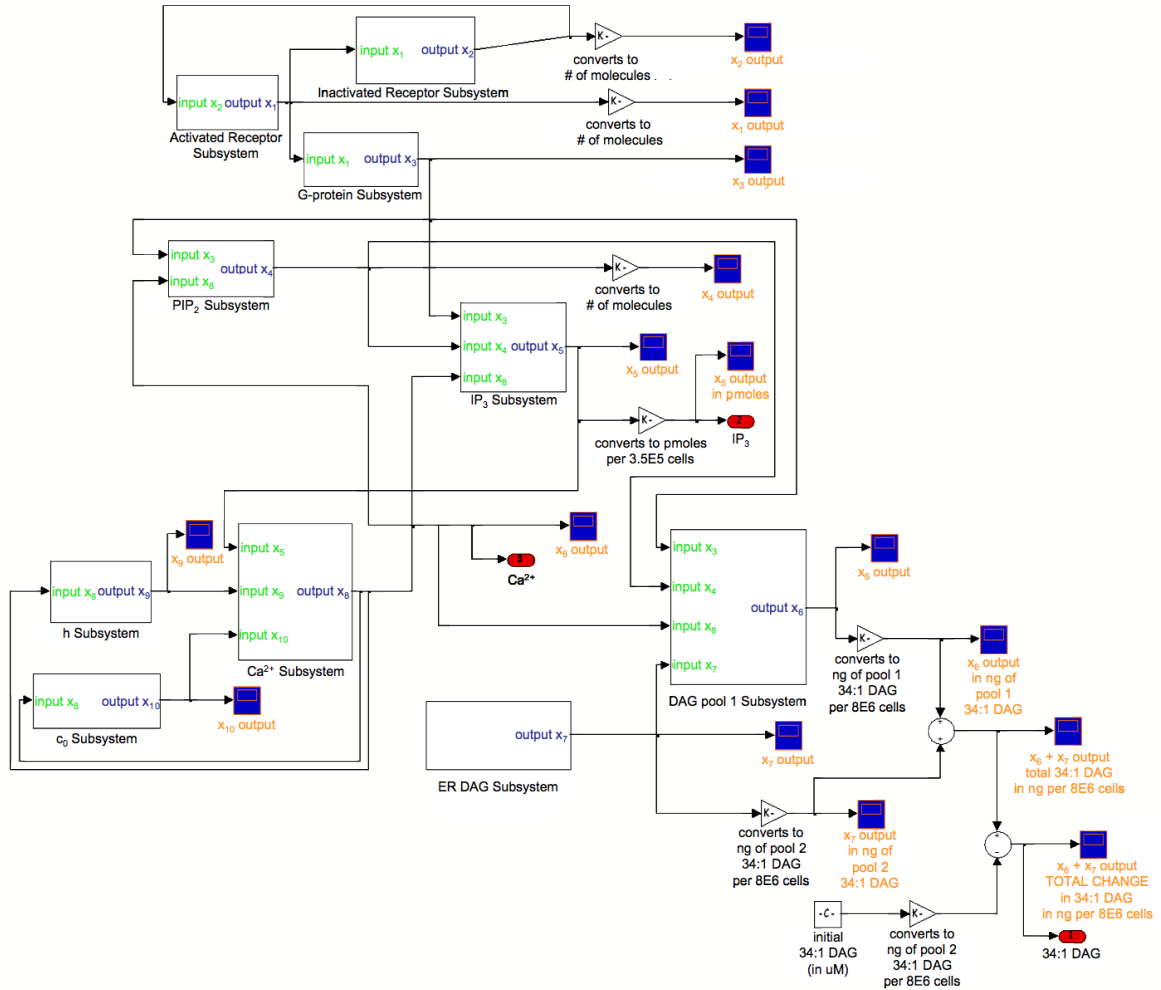 input x₁ output x₂
Inactivated Receptor Subsystem
K-
converts to
# of molecules . .
x₂ output
input x₂ output x₁
Activated Receptor
Subsystem
K-
converts to
# of molecules
x₁ output
input x₁ output x₃
G-protein Subsystem
x₃ output
input x₃
output x₄
input x₈
PIP₂ Subsystem
K-
converts to
# of molecules
x₄ output
input x₃
input x₄ output x₅
input x₈
IP₃ Subsystem
x₅ output
x₅ output
in pmoles
K-
converts to pmoles
per 3.5E5 cells
2
IP₃
x₉ output
input x₅
input x₉ output x₈
input x₁₀
Ca²⁺ Subsystem
input x₈ output x₉
h Subsystem
input x₈ output x₁₀
c₀ Subsystem
x₁₀ output
x₈ output
3
Ca²⁺
input x₃
input x₄
output x₆
input x₈
input x₇
DAG pool 1 Subsystem
x₆ output
K-
converts to
ng of pool 1
34:1 DAG
per 8E6 cells
x₆ output
in ng of
pool 1
34:1 DAG
output x₇
ER DAG Subsystem
x₇ output
K-
converts to
ng of pool 2
34:1 DAG
per 8E6 cells
x₇ output
in ng of
pool 2
34:1 DAG
+
+
x₆ + x₇ output
total 34:1 DAG
in ng per 8E6 cells
+
−
x₆ + x₇ output
TOTAL CHANGE
in 34:1 DAG
in ng per 8E6 cells
-C-
initial
34:1 DAG
(in uM)
K-
converts to
ng of pool 2
34:1 DAG
per 8E6 cells
1
34:1 DAG